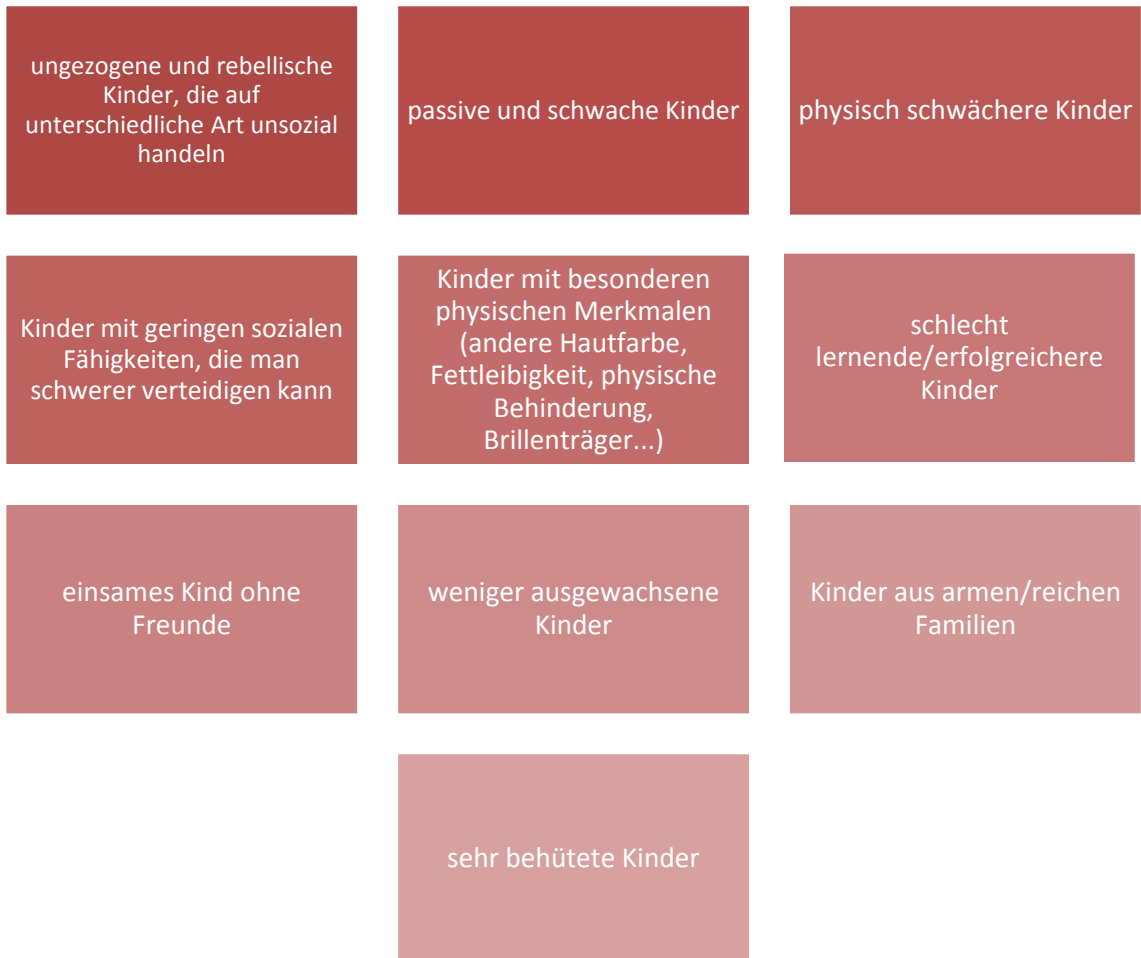 ungezogene und rebellische
Kinder, die auf
unterschiedliche Art unsozial
handeln
passive und schwache Kinder
physisch schwächere Kinder
Kinder mit geringen sozialen
Fähigkeiten, die man
schwerer verteidigen kann
Kinder mit besonderen
physischen Merkmalen
(andere Hautfarbe,
Fettleibigkeit, physische
Behinderung,
Brillenträger...)
schlecht
lernende/erfolgreichere
Kinder
einsames Kind ohne
Freunde
weniger ausgewachsene
Kinder
Kinder aus armen/reichen
Familien
sehr behütete Kinder